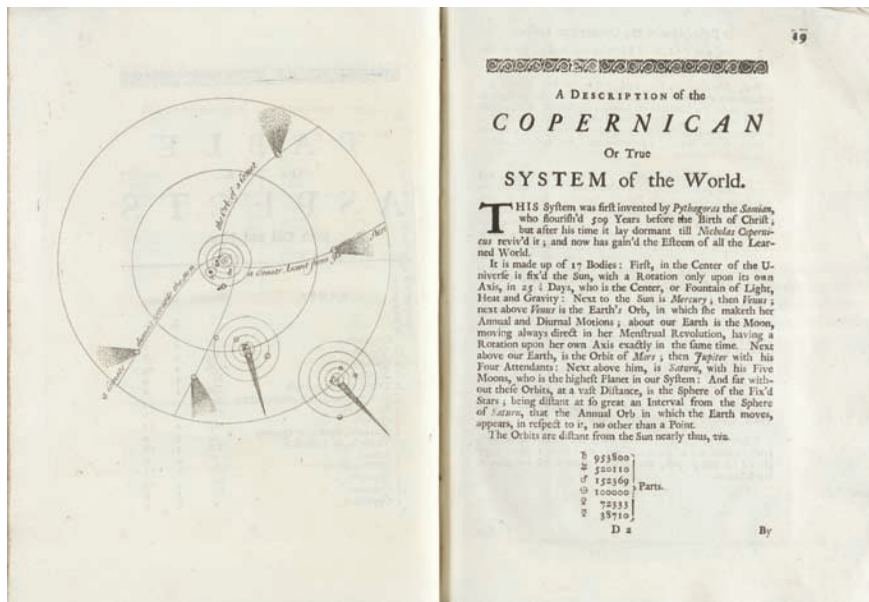 the Orb of a Comet
19
A DESCRIPTION of the
COPERNICAN
Or True
SYSTEM of the World.
THIS Syſtem was firſt invented by Pythagoras the Samian,
who flouriſh'd 509 Years before the Birth of Chriſt;
but after his time it lay dormant till Nicholas Coperni-
cus reviv'd it; and now has gain'd the Eſteem of all the Lear-
ned World.
It is made up of 17 Bodies: Firſt, in the Center of the U-
niverſe is fix'd the Sun, with a Rotation only upon its own
Axis, in 25 ½ Days, who is the Center, or Fountain of Light,
Heat and Gravity: Next to the Sun is Mercury; then Venus;
next above Venus is the Earth's Orb, in which ſhe maketh her
Annual and Diurnal Motions; about our Earth is the Moon,
moving always direct in her Menſtrual Revolution, having a
Rotation upon her own Axis exactly in the ſame time. Next
above our Earth, is the Orbit of Mars; then Jupiter with his
Four Attendants: Next above him, is Saturn, with his Five
Moons, who is the higheſt Planet in our Syſtem: And far with-
out theſe Orbits, at a vaſt Diſtance, is the Sphere of the Fix'd
Stars; being diſtant at ſo great an Interval from the Sphere
of Saturn, that the Annual Orb in which the Earth moves,
appears, in reſpect to it, no other than a Point.
The Orbits are diſtant from the Sun nearly thus, viz.
♄ 953800
♃ 520110
♂ 152369
100000 Parts.
♀ 72333
☿ 38710
D 2 By